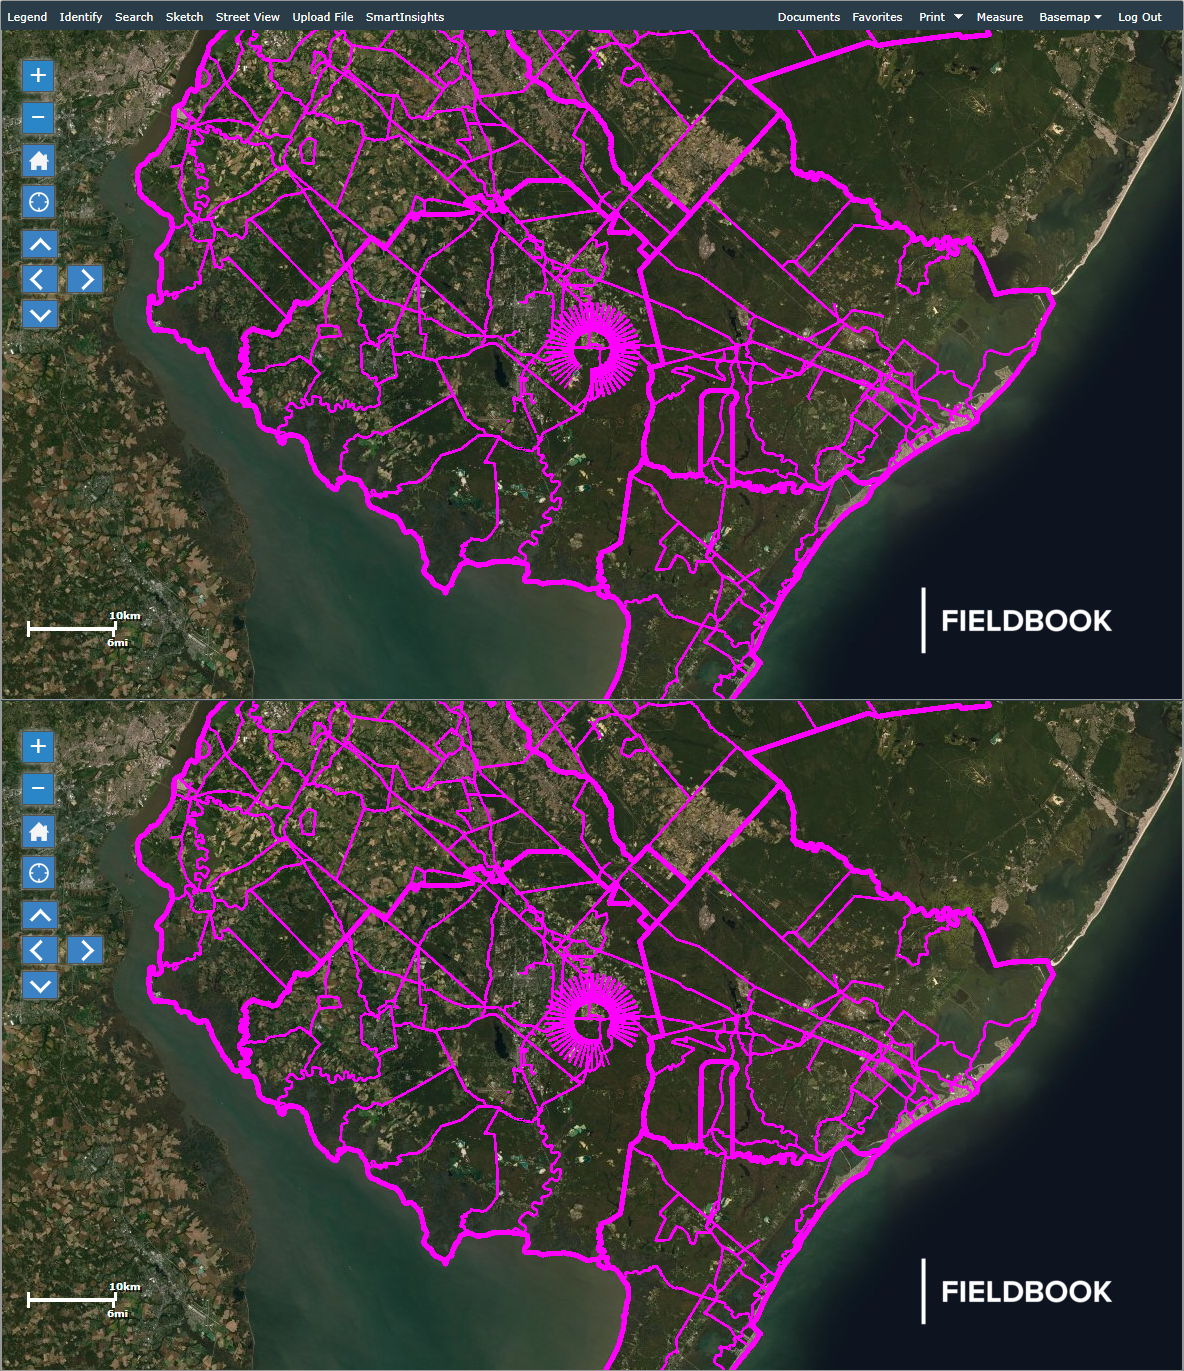 Legend Identify Search Sketch Street View Upload File SmartInsights Documents Favorites Print Measure Basemap Log Out
10km
6mi
FIELDBOOK
10km
6mi
FIELDBOOK